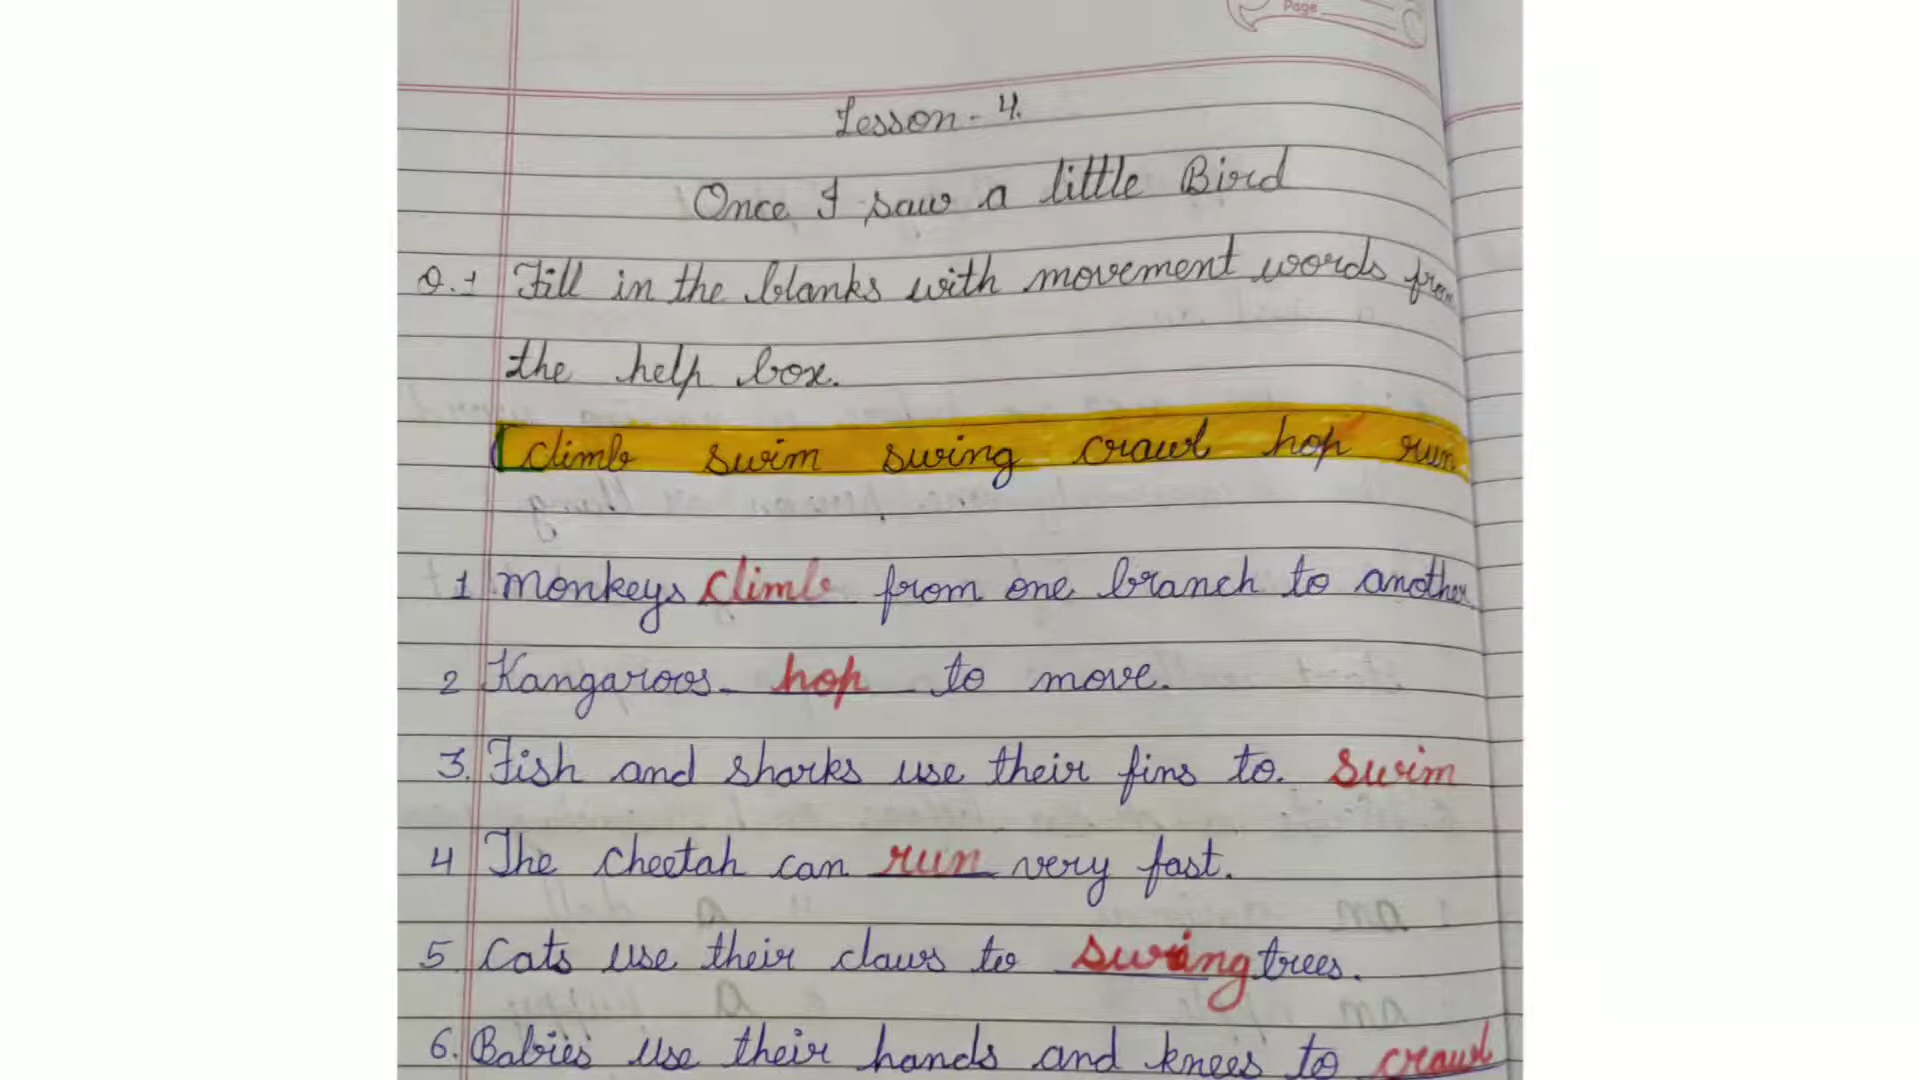 Page
Lesson - 4.
Once I saw a little Bird
Q.1 Fill in the blanks with movement words from
the help box.
climb swim swing crawl hop run
1 Monkeys climb from one branch to another
2 Kangaroos hop to move.
3. Fish and sharks use their fins to. swim
4 The cheetah can run very fast.
5 Cats use their claws to swing trees.
6. Babies use their hands and knees to crawl